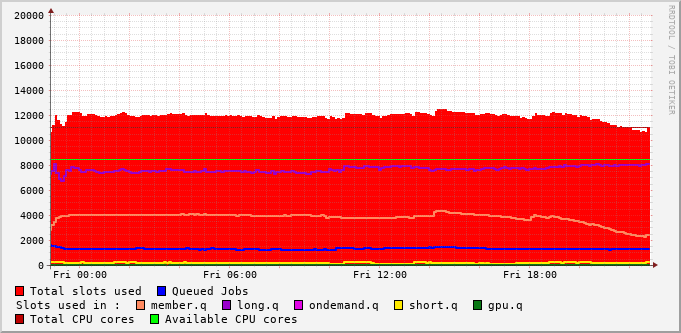 RRDTOOL / TOBI OETIKER
20000
18000
16000
14000
12000
10000
8000
6000
4000
2000
0
Fri 00:00 Fri 06:00 Fri 12:00 Fri 18:00
Total slots used Queued Jobs
Slots used in : member.q long.q ondemand.q short.q gpu.q
Total CPU cores Available CPU cores